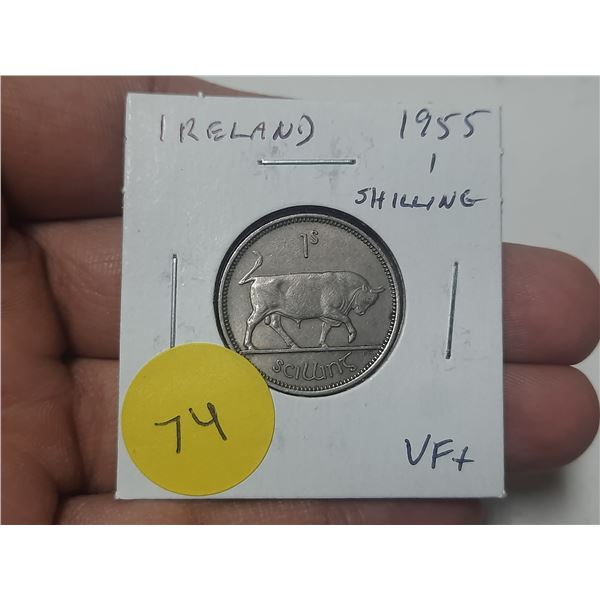 IRELAND 1955
1
SHILLING
1s
scilling
74
VF+